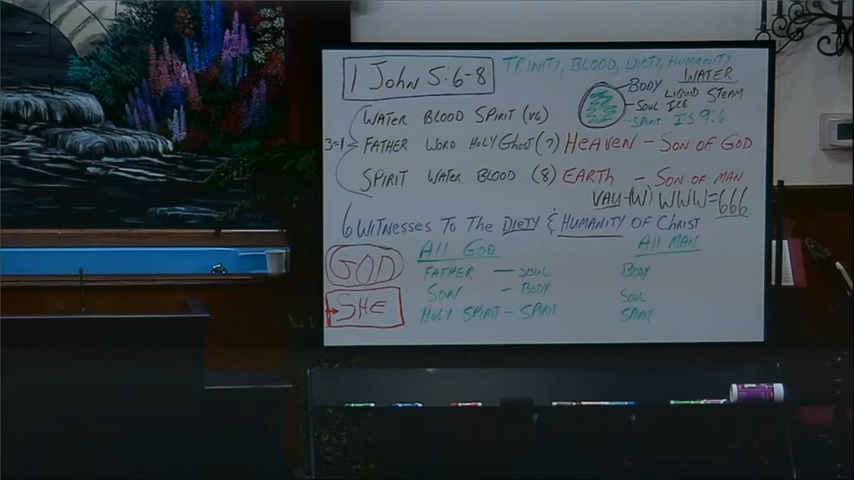 1 John 5:6-8
TRINITY, BLOOD, DIETY, HUMANITY
BODY
SOUL
SPIRIT
WATER
LIQUID STEAM
ICE
IS 9:6
WATER BLOOD SPIRIT (v6)
3=1
FATHER WORD HOLY GHOST (7) HEAVEN - SON OF GOD
SPIRIT WATER BLOOD (8) EARTH - SON OF MAN
VAU-(W) WWW=666
6 WITNESSES TO THE DIETY & HUMANITY OF CHRIST
GOD
SHE
ALL GOD
FATHER - SOUL
SON - BODY
HOLY SPIRIT - SPIRIT
ALL MAN
BODY
SOUL
SPIRIT